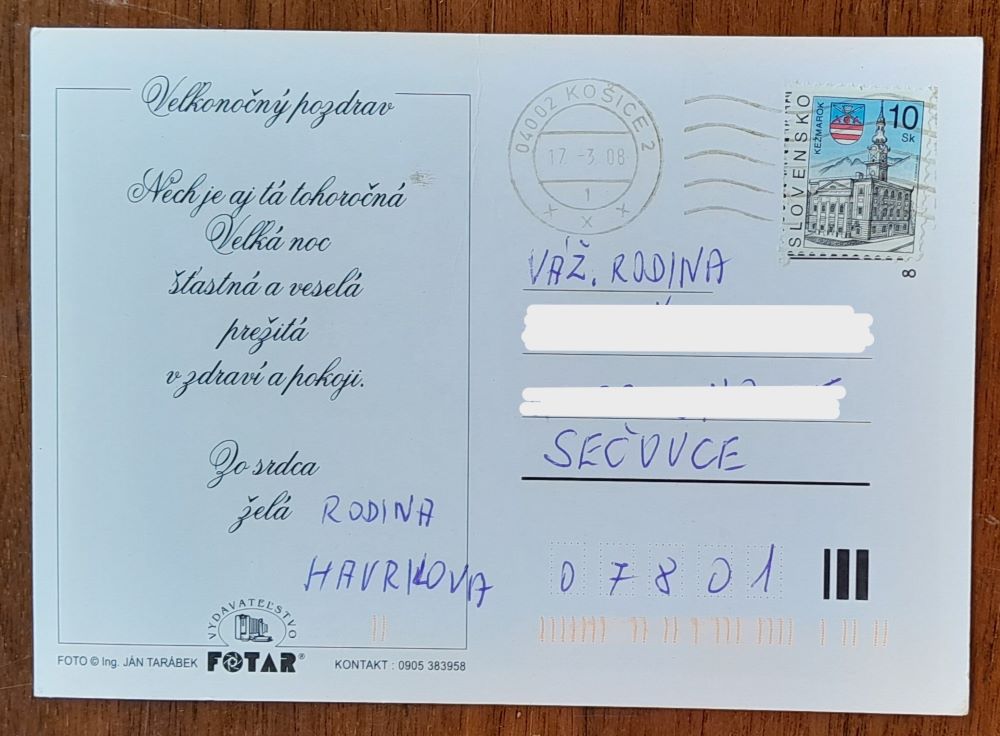 Veľkonočný pozdrav
Nech je aj tá tohoročná
Veľká noc
šťastná a veselá
prežitá
v zdraví a pokoji.
Zo srdca
želá RODINA
HAVRILOVA
VYDAVATEĽSTVO
FOTAR®
FOTO © Ing. JÁN TARÁBEK
KONTAKT : 0905 383958
04002 KOŠICE 2
17. -3. 08
1
x x x
SLOVENSKO
KEŽMAROK
10
Sk
8
VÁŽ. RODINA
SEČOVCE
07801